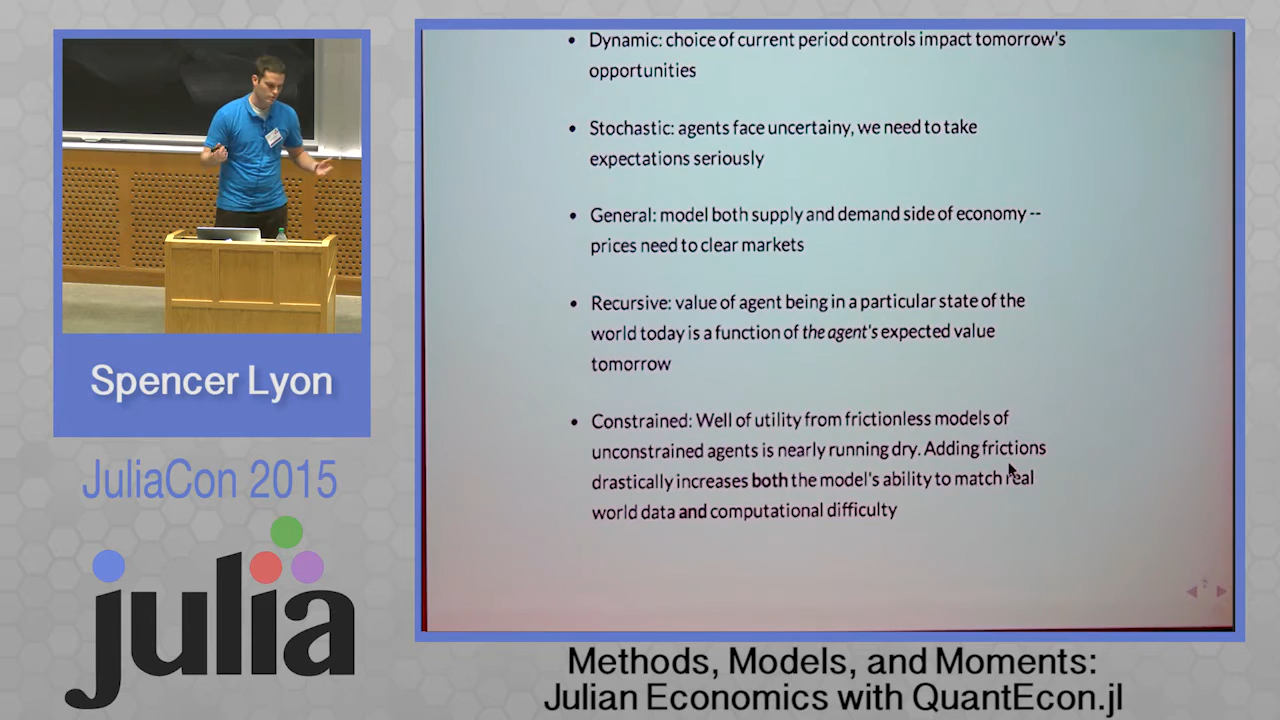 • Dynamic: choice of current period controls impact tomorrow's
opportunities
• Stochastic: agents face uncertainy, we need to take
expectations seriously
• General: model both supply and demand side of economy --
prices need to clear markets
• Recursive: value of agent being in a particular state of the
world today is a function of the agent's expected value
tomorrow
• Constrained: Well of utility from frictionless models of
unconstrained agents is nearly running dry. Adding frictions
drastically increases both the model's ability to match real
world data and computational difficulty
Spencer Lyon
JuliaCon 2015
julia
Methods, Models, and Moments:
Julian Economics with QuantEcon.jl